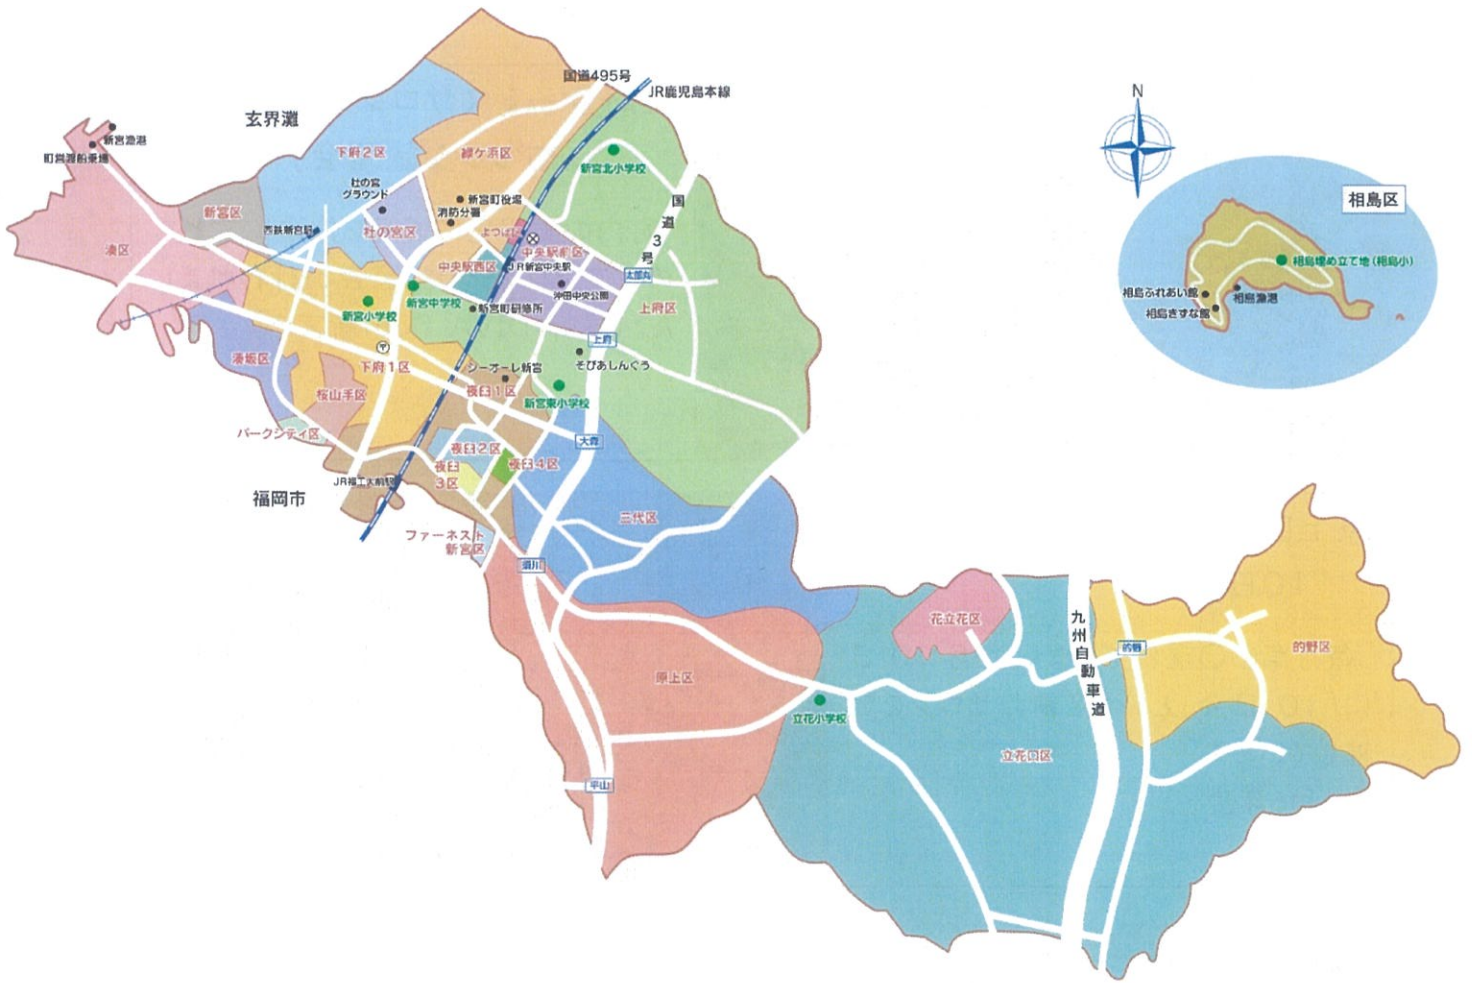 国道495号
JR鹿児島本線
玄界灘
新宮漁港
町営渡船乗場
下府2区
緑ケ浜区
新宮北小学校
杜の宮
グラウンド
新宮町役場
消防分署
新宮区
西鉄新宮駅
杜の宮区
よつば区
国道3号
湊区
中央駅前区
中央駅西区
JR新宮中央駅
太郎丸
沖田中央公園
新宮中学校
新宮小学校
新宮町研修所
上府区
上府
湊坂区
下府1区
シーオーレ新宮
そぴあしんぐう
桜山手区
夜臼1区
新宮東小学校
パークシティ区
大森
夜臼2区
夜臼4区
夜臼
3区
JR福工大前駅
福岡市
三代区
ファーネスト
新宮区
須川
原上区
花立花区
九州自動車道
的野
的野区
立花小学校
立花口区
平山
N
相島区
相島埋め立て地(相島小)
相島ふれあい館
相島漁港
相島きずな館